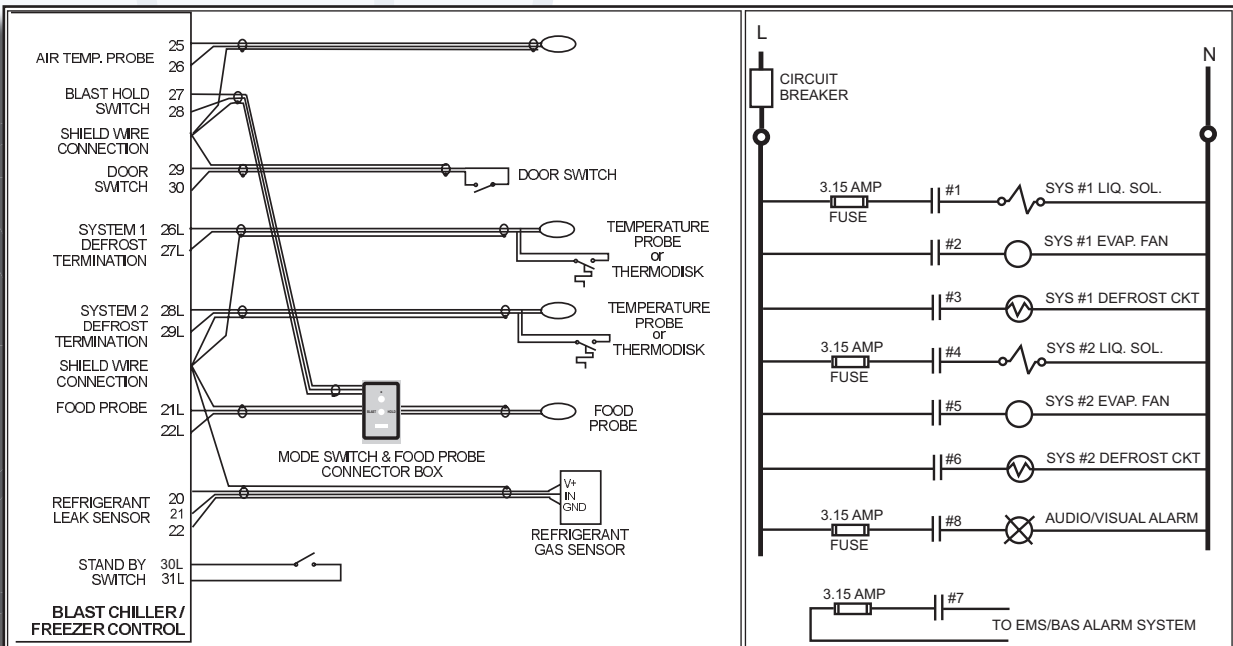 25
AIR TEMP. PROBE
26
BLAST HOLD
SWITCH
27
28
SHIELD WIRE
CONNECTION
DOOR
SWITCH
29
30
DOOR SWITCH
SYSTEM 1
DEFROST
TERMINATION
26L
27L
TEMPERATURE
PROBE
or
THERMODISK
SYSTEM 2
DEFROST
TERMINATION
28L
29L
TEMPERATURE
PROBE
or
THERMODISK
SHIELD WIRE
CONNECTION
FOOD PROBE
21L
22L
BLAST
HOLD
FOOD
PROBE
MODE SWITCH & FOOD PROBE
CONNECTOR BOX
REFRIGERANT
LEAK SENSOR
20
21
22
V+
IN
GND
REFRIGERANT
GAS SENSOR
STAND BY
SWITCH
30L
31L
BLAST CHILLER/
FREEZER CONTROL
L
N
CIRCUIT
BREAKER
3.15 AMP
FUSE
#1
SYS #1 LIQ. SOL.
#2
SYS #1 EVAP. FAN
#3
SYS #1 DEFROST CKT
3.15 AMP
FUSE
#4
SYS #2 LIQ. SOL.
#5
SYS #2 EVAP. FAN
#6
SYS #2 DEFROST CKT
3.15 AMP
FUSE
#8
AUDIO/VISUAL ALARM
3.15 AMP
#7
TO EMS/BAS ALARM SYSTEM